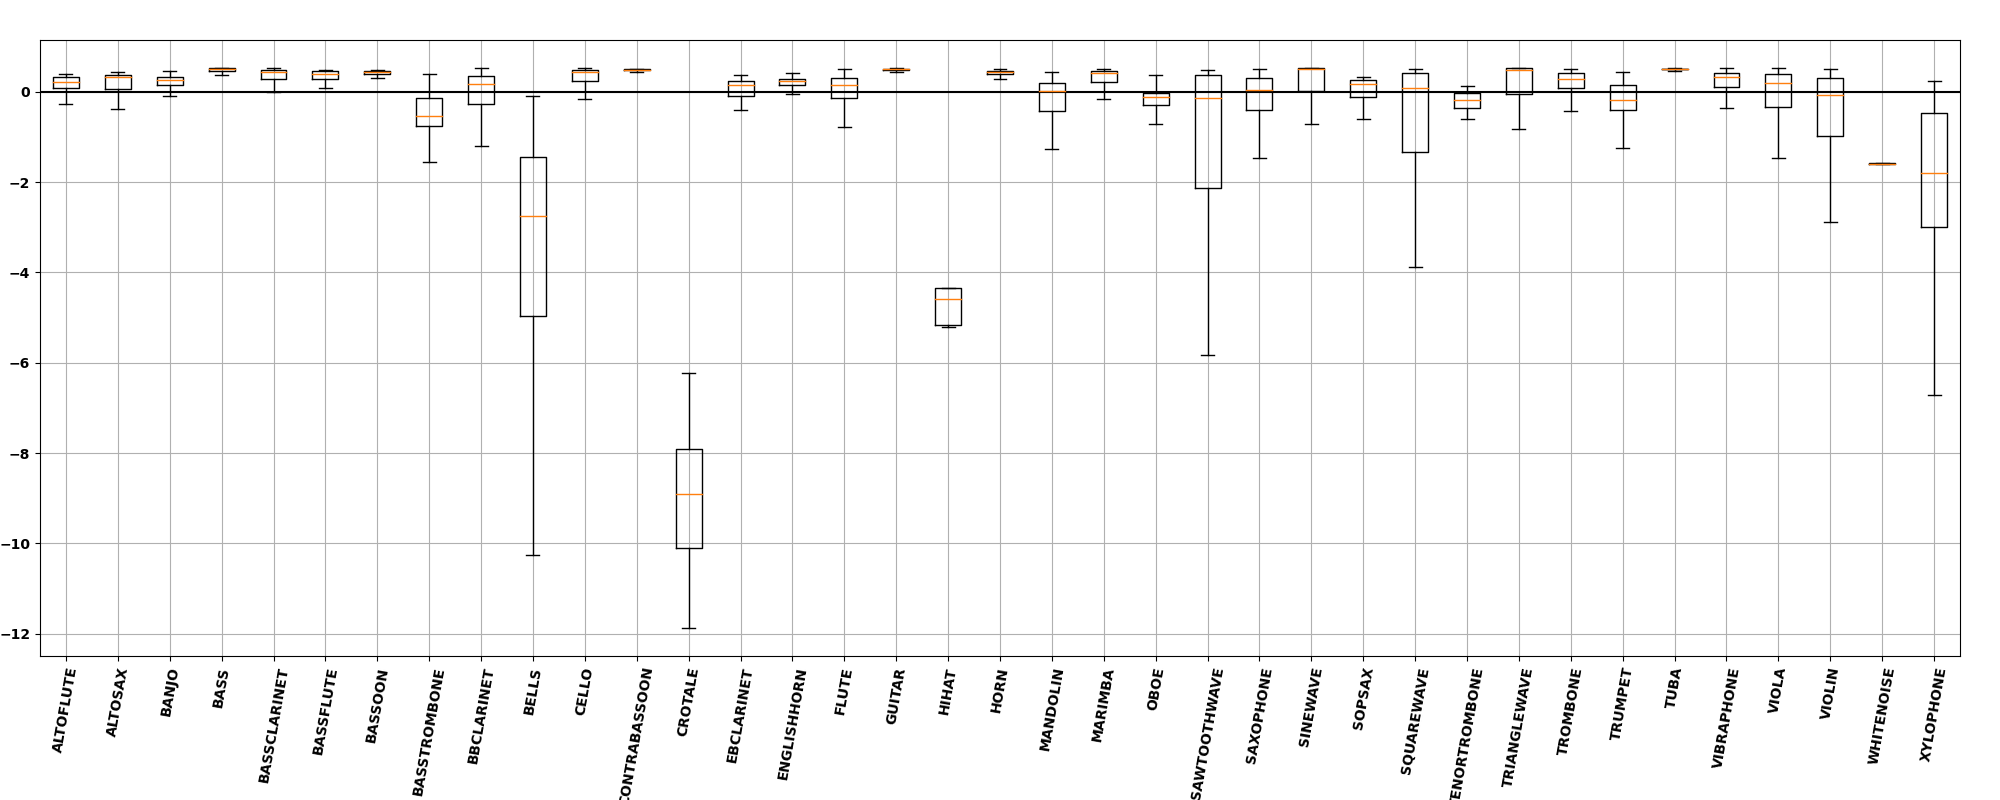 0
−2
−4
−6
−8
−10
−12
ALTOFLUTE
ALTOSAX
BANJO
BASS
BASSCLARINET
BASSFLUTE
BASSOON
BASSTROMBONE
BBCLARINET
BELLS
CELLO
CONTRABASSOON
CROTALE
EBCLARINET
ENGLISHHORN
FLUTE
GUITAR
HIHAT
HORN
MANDOLIN
MARIMBA
OBOE
SAWTOOTHWAVE
SAXOPHONE
SINEWAVE
SOPSAX
SQUAREWAVE
TENORTROMBONE
TRIANGLEWAVE
TROMBONE
TRUMPET
TUBA
VIBRAPHONE
VIOLA
VIOLIN
WHITENOISE
XYLOPHONE